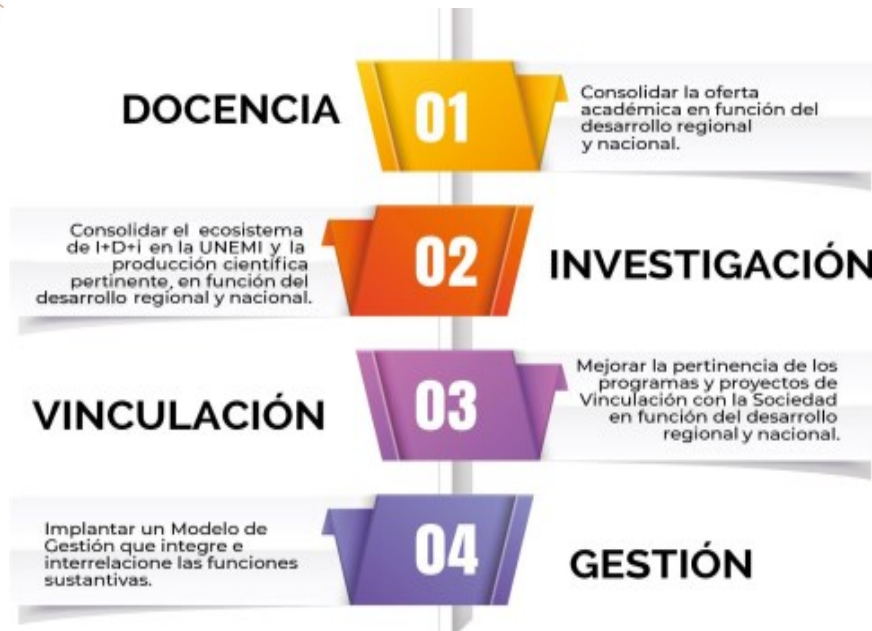 DOCENCIA
01
Consolidar la oferta
académica en función del
desarrollo regional
y nacional.
Consolidar el ecosistema
de I+D+i en la UNEMI y la
producción científica
pertinente, en función del
desarrollo regional y nacional.
02
INVESTIGACIÓN
VINCULACIÓN
03
Mejorar la pertinencia de los
programas y proyectos de
Vinculación con la Sociedad
en función del desarrollo
regional y nacional.
Implantar un Modelo de
Gestión que integre e
interrelacione las funciones
sustantivas.
04
GESTIÓN